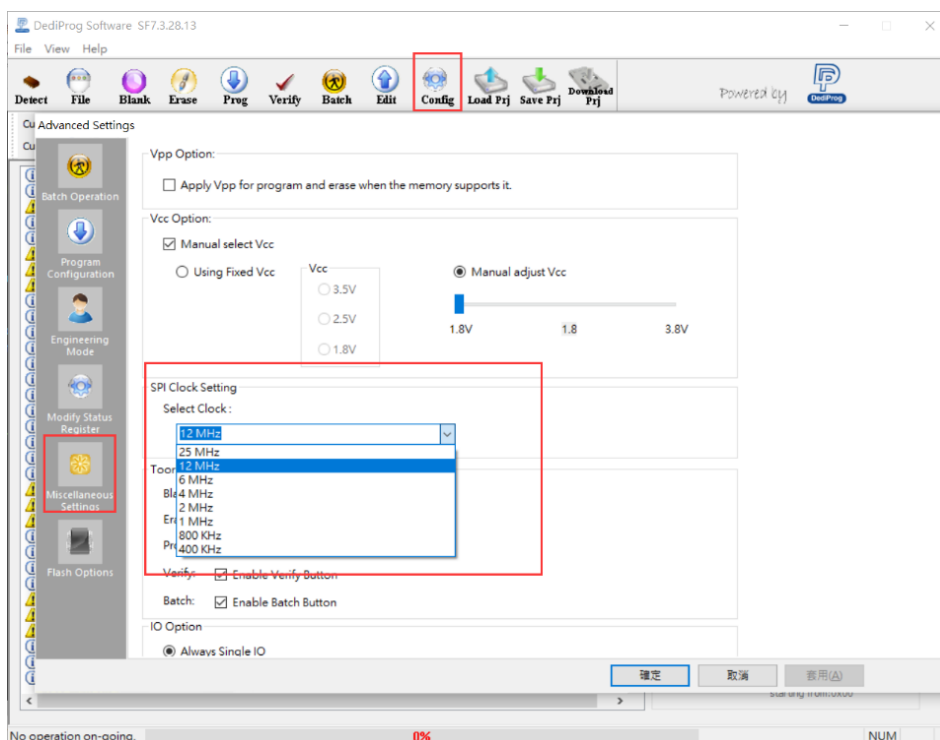 DediProg Software SF7.3.28.13
File View Help
Detect File Blank Erase Prog Verify Batch Edit Config Load Prj Save Prj Download Prj
Powered by DediProg
Advanced Settings
Batch Operation
Program Configuration
Engineering Mode
Modify Status Register
Miscellaneous Settings
Flash Options
Vpp Option:
Apply Vpp for program and erase when the memory supports it.
Vcc Option:
Manual select Vcc
Using Fixed Vcc
Vcc
3.5V
2.5V
1.8V
Manual adjust Vcc
1.8V 1.8 3.8V
SPI Clock Setting
Select Clock :
12 MHz
25 MHz
12 MHz
6 MHz
4 MHz
2 MHz
1 MHz
800 KHz
400 KHz
Verify: Enable Verify Button
Batch: Enable Batch Button
IO Option
Always Single IO
確定 取消 套用(A)
starting from:0x00
No operation on-going. 0% NUM